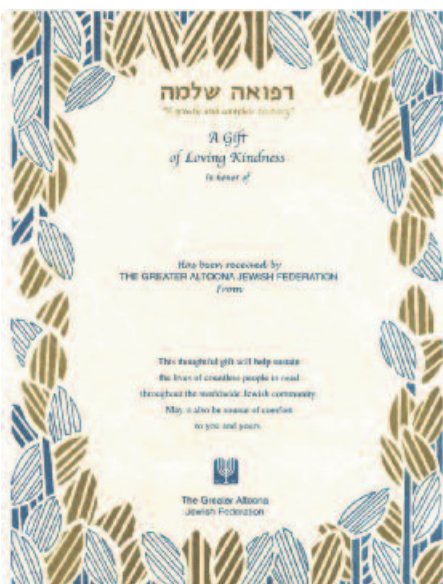 רפואה שלמה
"A speedy and complete recovery"
A Gift
of Loving Kindness
in honor of
Has been received by
THE GREATER ALTOONA JEWISH FEDERATION
From:
This thoughtful gift will help sustain
the lives of countless people in need
throughout the worldwide Jewish community
May it also be source of comfort
to you and yours
The Greater Altoona
Jewish Federation